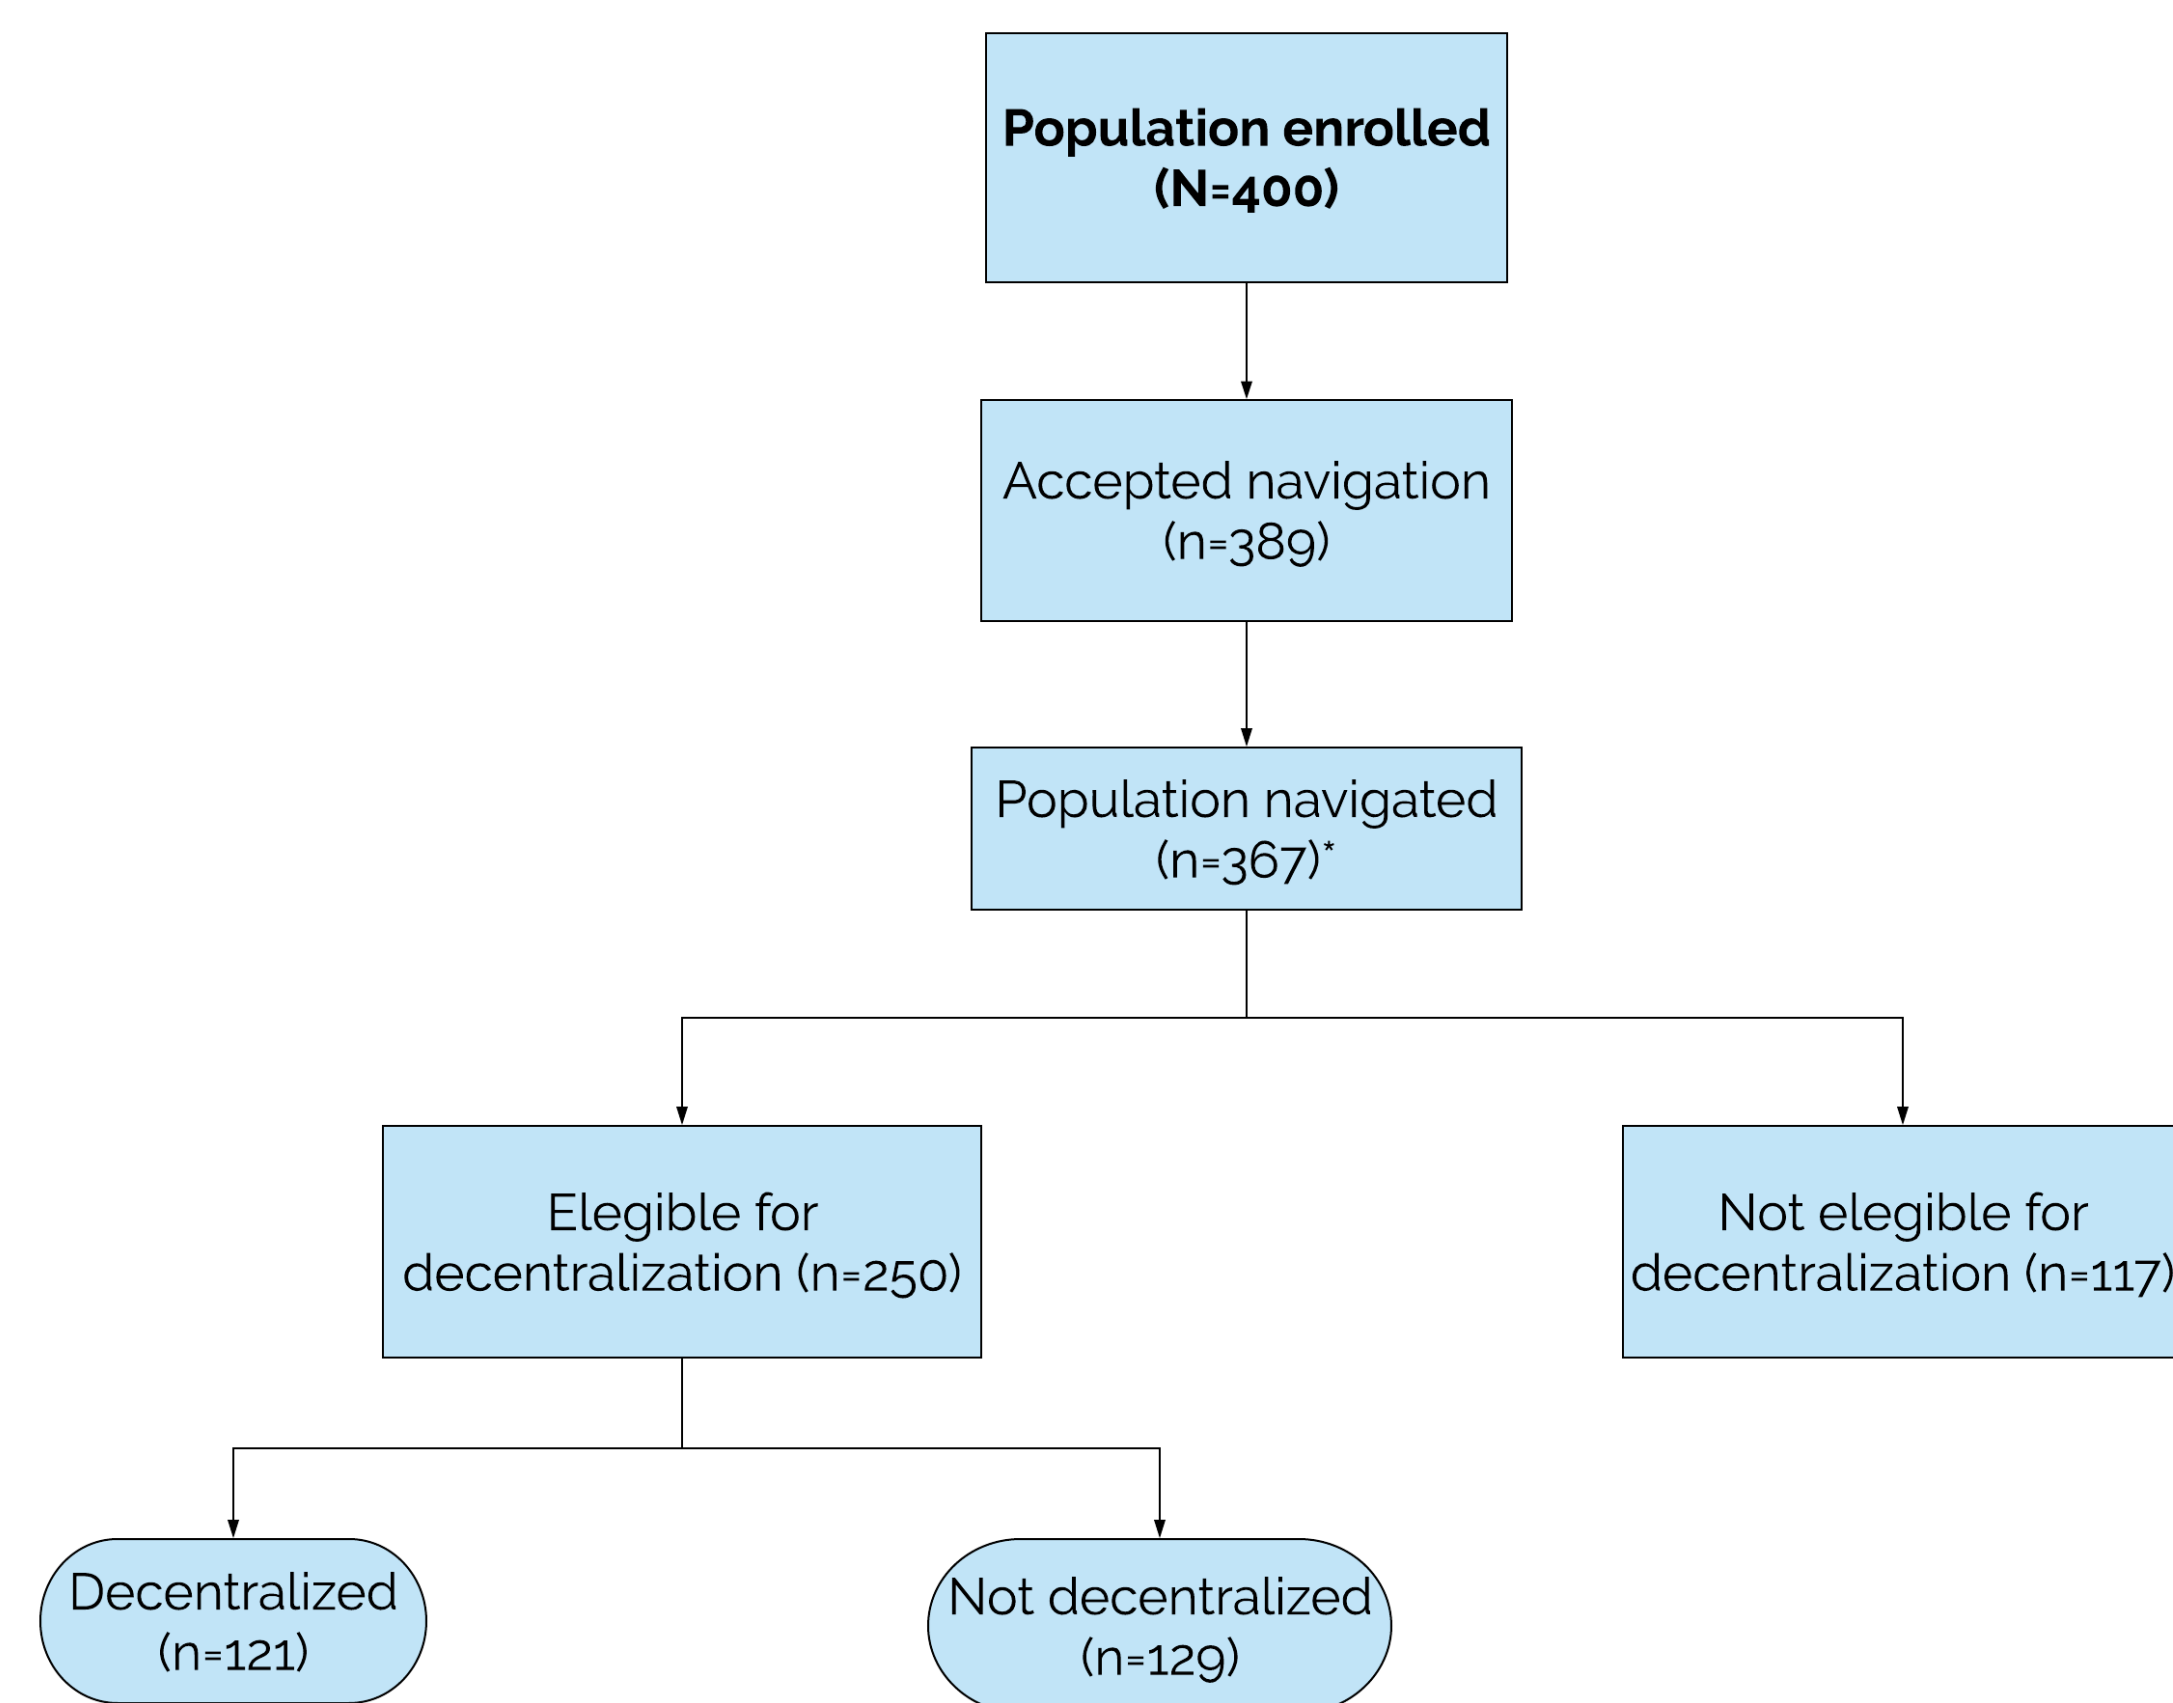 Population enrolled
(N=400)
Accepted navigation
(n=389)
Population navigated
(n=367)*
Elegible for
decentralization (n=250)
Not elegible for
decentralization (n=117)
Decentralized
(n=121)
Not decentralized
(n=129)